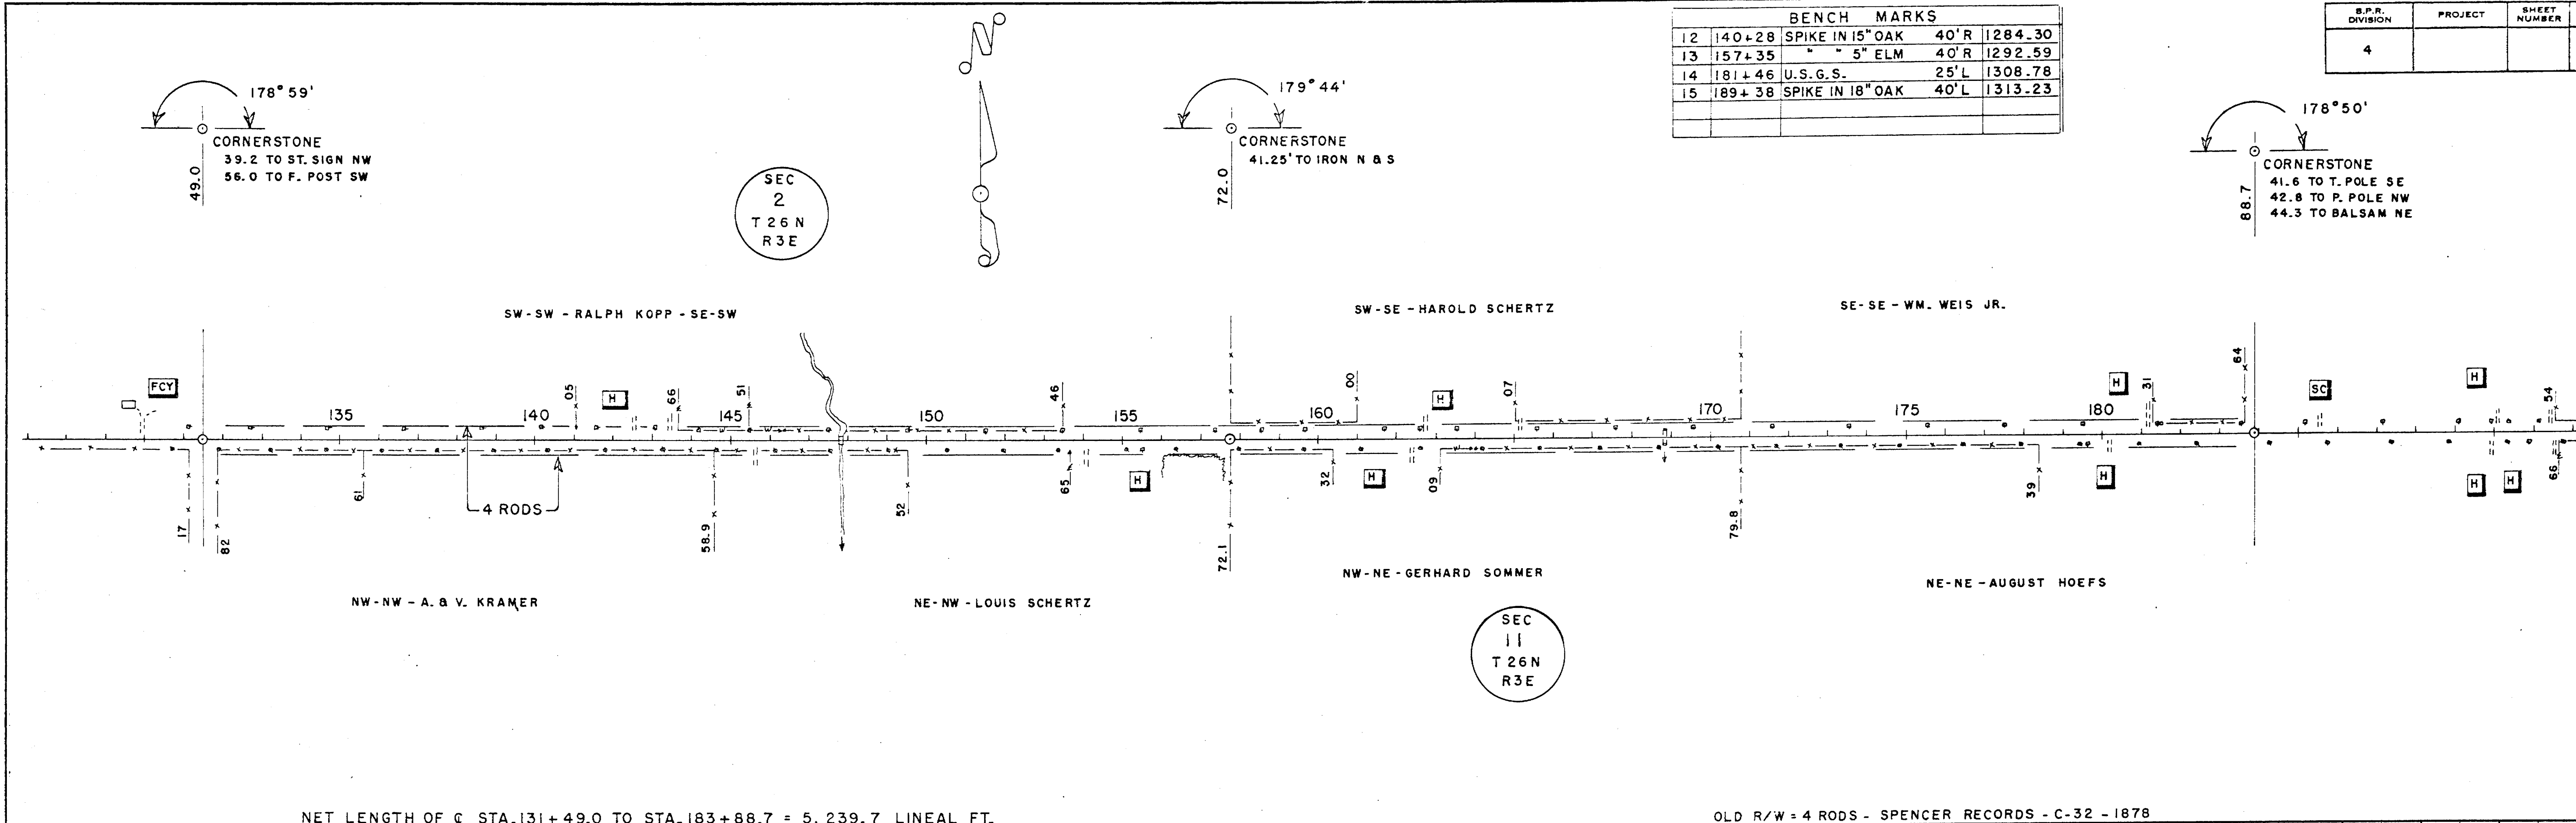 BENCH MARKS
12 140+28 SPIKE IN 15" OAK 40'R 1284.30
13 157+35 " " 5" ELM 40'R 1292.59
14 181+46 U.S.G.S. 25'L 1308.78
15 189+38 SPIKE IN 18" OAK 40'L 1313.23
B.P.R. DIVISION PROJECT SHEET NUMBER
4
N
178°59'
CORNERSTONE
39.2 TO ST. SIGN NW
56.0 TO F. POST SW
49.0
179°44'
CORNERSTONE
41.25' TO IRON N & S
72.0
178°50'
CORNERSTONE
41.6 TO T. POLE SE
42.8 TO P. POLE NW
44.3 TO BALSAM NE
88.7
SEC
2
T 26 N
R3E
SW-SW - RALPH KOPP - SE-SW
SW-SE - HAROLD SCHERTZ
SE-SE - WM. WEIS JR.
FCY
05
H
66
51
46
00
H
07
H
31
64
SC
H
54
135
140
145
150
155
160
170
175
180
17
82
61
4 RODS
58.9
52
65
H
72.1
32
H
09
79.8
39
H
H
H
66
NW-NW - A. & V. KRAMER
NE-NW - LOUIS SCHERTZ
NW-NE - GERHARD SOMMER
NE-NE - AUGUST HOEFS
SEC
11
T 26 N
R3E
NET LENGTH OF ℄ STA. 131+49.0 TO STA. 183+88.7 = 5,239.7 LINEAL FT.
OLD R/W = 4 RODS - SPENCER RECORDS - C-32 - 1878